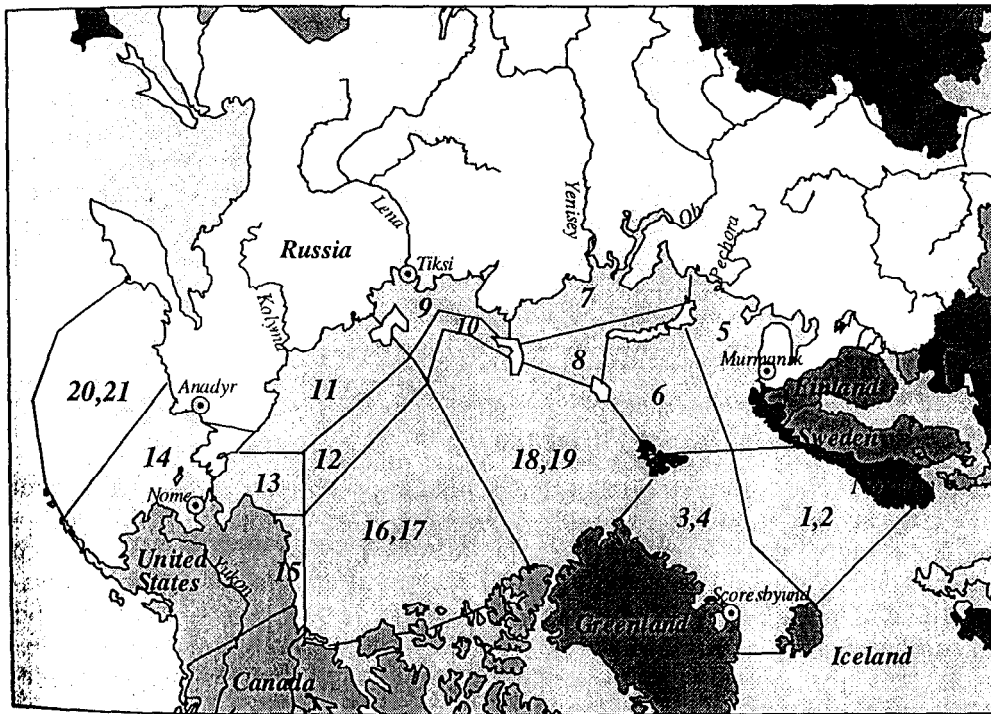 Ob
Pechora
Yenisey
Lena
Russia
Tiksi
7
9
Kolyma
10
5
8
Murmansk
20,21
Anadyr
11
6
Finland
Sweden
14
12
18,19
13
Nome
16,17
3,4
1,2
N
United
States
15
Yukon
Scoresbysund
Greenland
Iceland
Canada